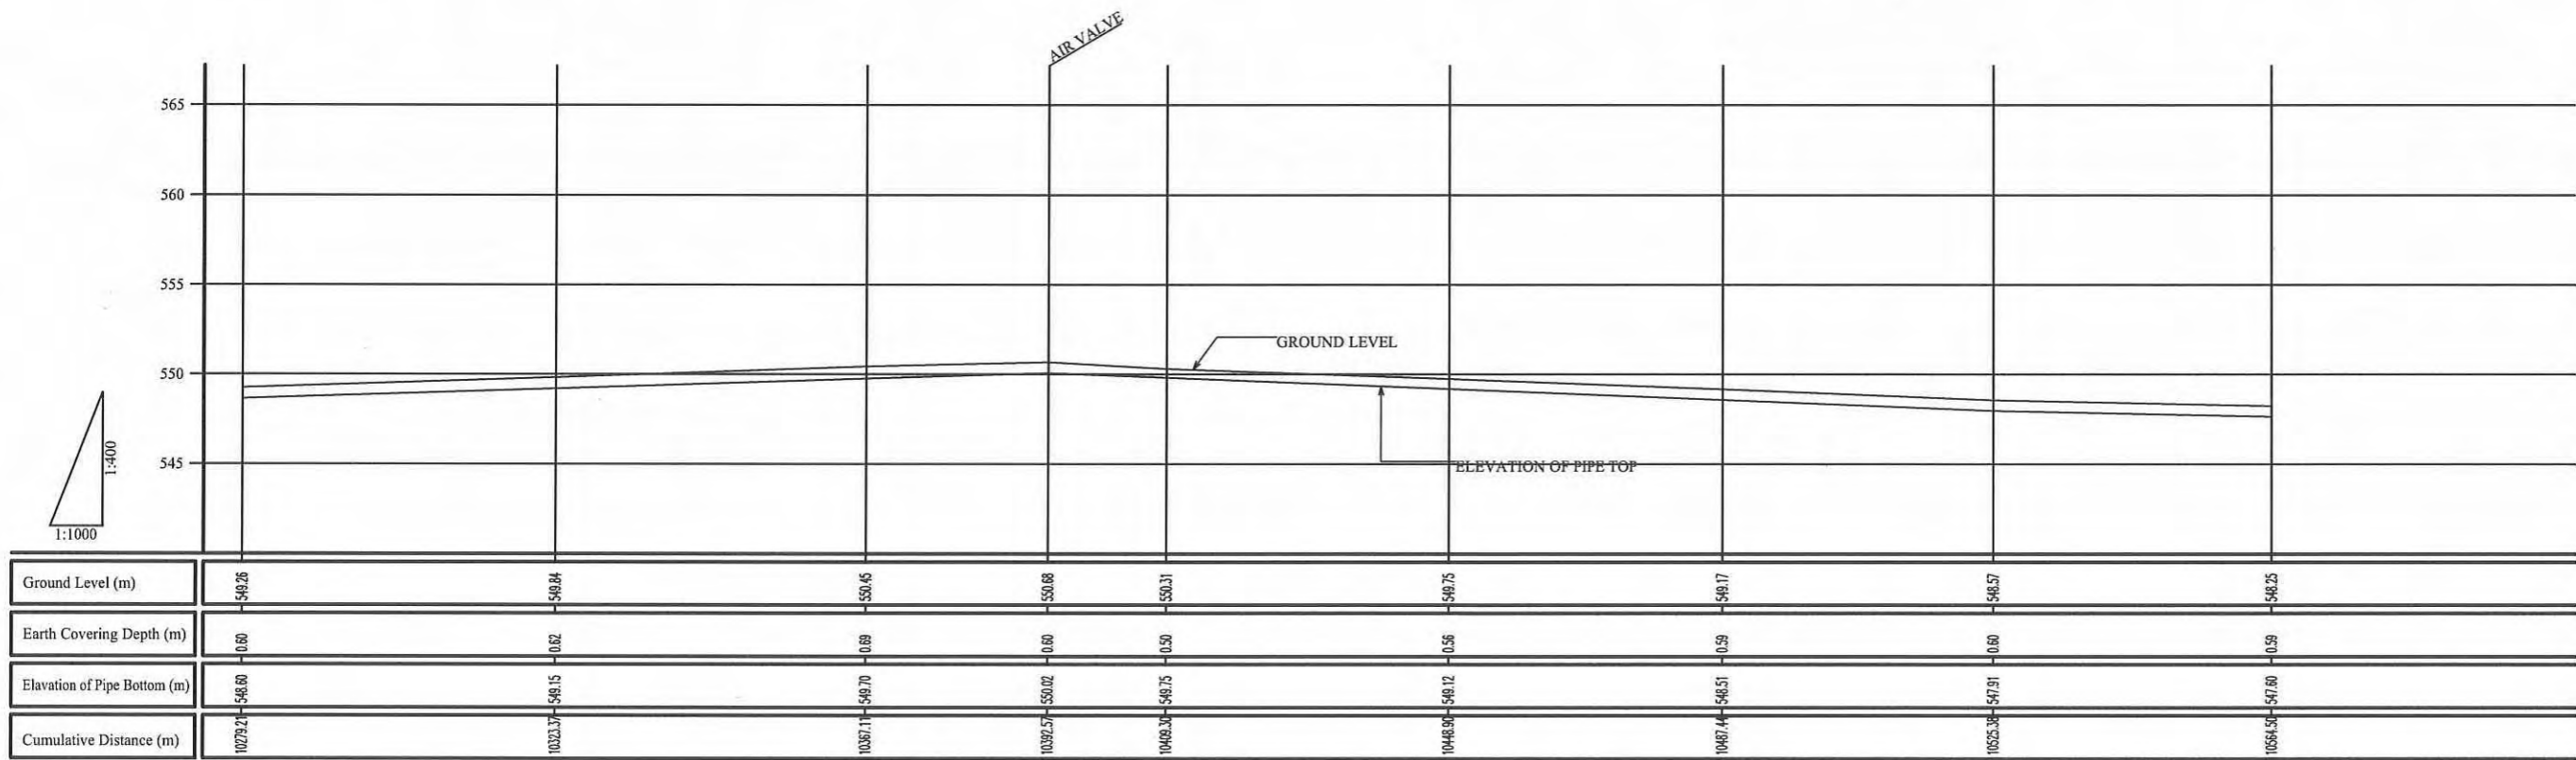 AIR VALVE
565
560
555
550
545
GROUND LEVEL
ELEVATION OF PIPE TOP
1:400
1:1000
Ground Level (m) 549.26 549.84 550.45 550.68 550.31 549.75 549.17 548.57 548.25
Earth Covering Depth (m) 0.60 0.62 0.69 0.60 0.50 0.56 0.59 0.60 0.59
Elavation of Pipe Bottom (m) 548.60 549.15 549.70 550.02 549.75 549.12 548.51 547.91 547.60
Cumulative Distance (m) 10279.21 10323.37 10367.11 10392.57 10409.30 10448.90 10487.44 10525.38 10564.50